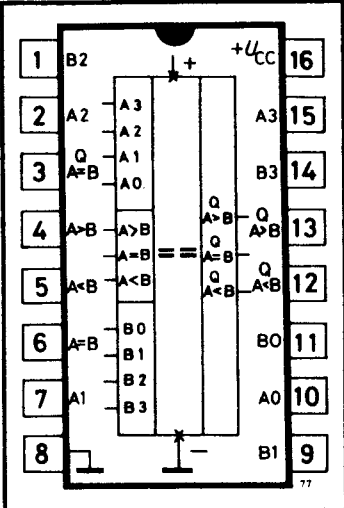 1 B2
2 A2
3 Q A=B
4 A>B
5 A<B
6 A=B
7 A1
8
+
A3
A2
A1
A0
A>B
A=B
A<B
B0
B1
B2
B3
==
Q A>B
Q A=B
Q A<B
−
+UCC 16
A3 15
B3 14
Q A>B 13
Q A<B 12
B0 11
A0 10
B1 9
77